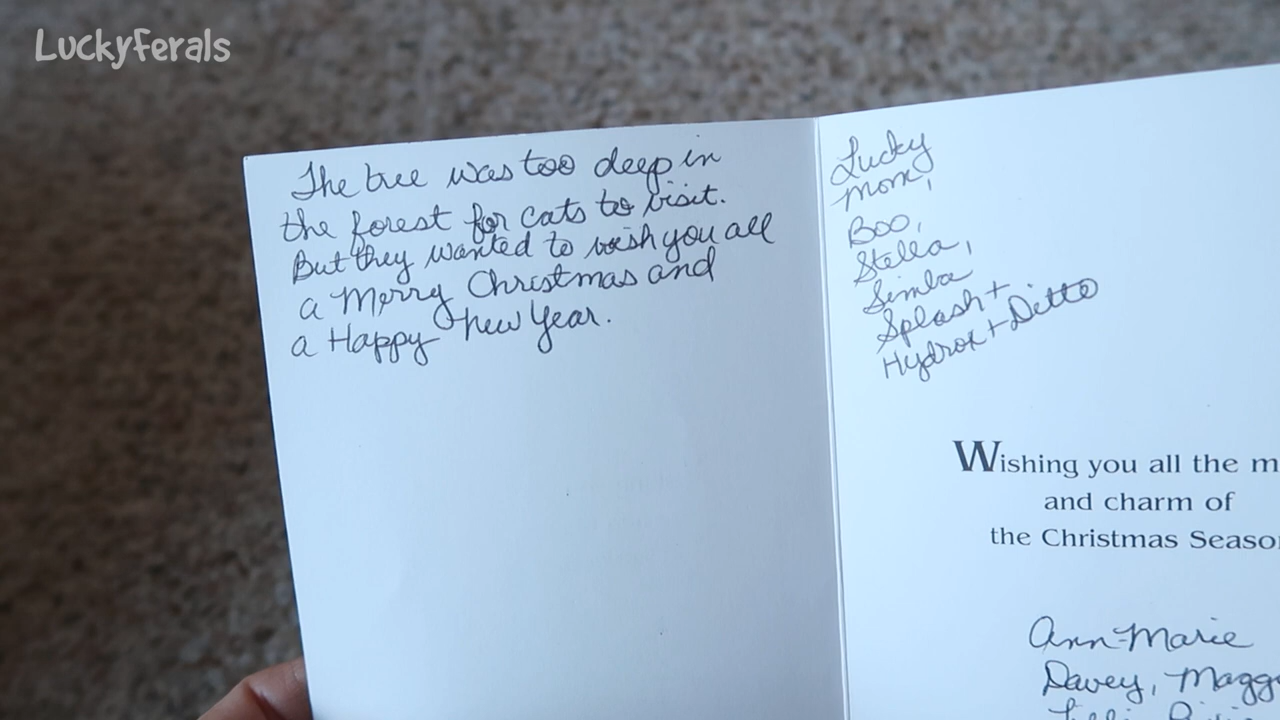 LuckyFerals
The tree was too deep in
the forest for cats to visit.
But they wanted to wish you all
a Merry Christmas and
a Happy New Year.
Lucky
Mom,
Boo,
Stella,
Simba
Splash +
Hydrox + Ditto
Wishing you all the m
and charm of
the Christmas Seaso
Ann-Marie
Davey, Magg